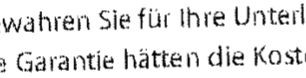 wahren Sie für Ihre Unterl
e Garantie hätten die Kost